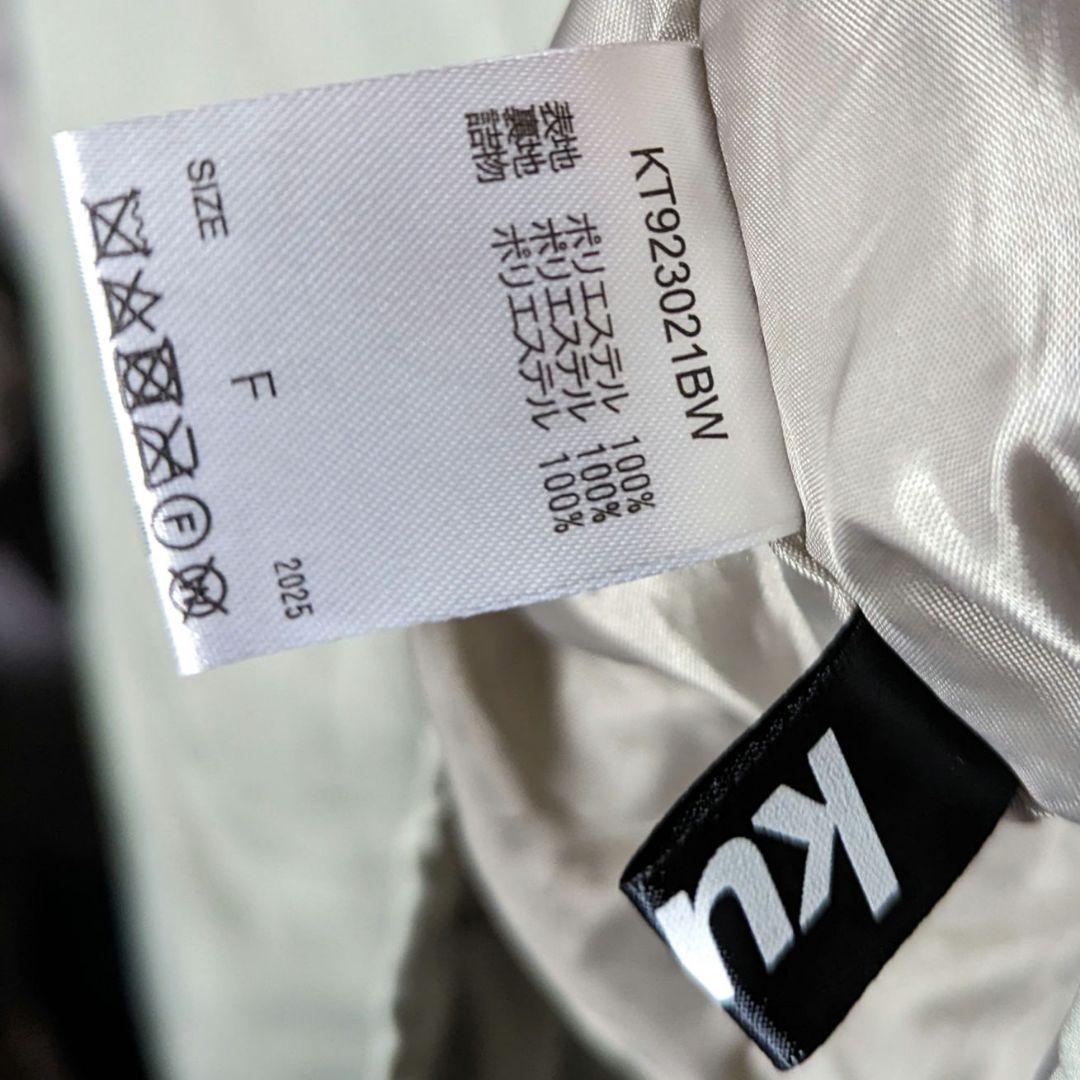 KT923021BW
表地 ポリエステル 100%
裏地 ポリエステル 100%
詰物 ポリエステル 100%
SIZE F 2025
F
W
ku